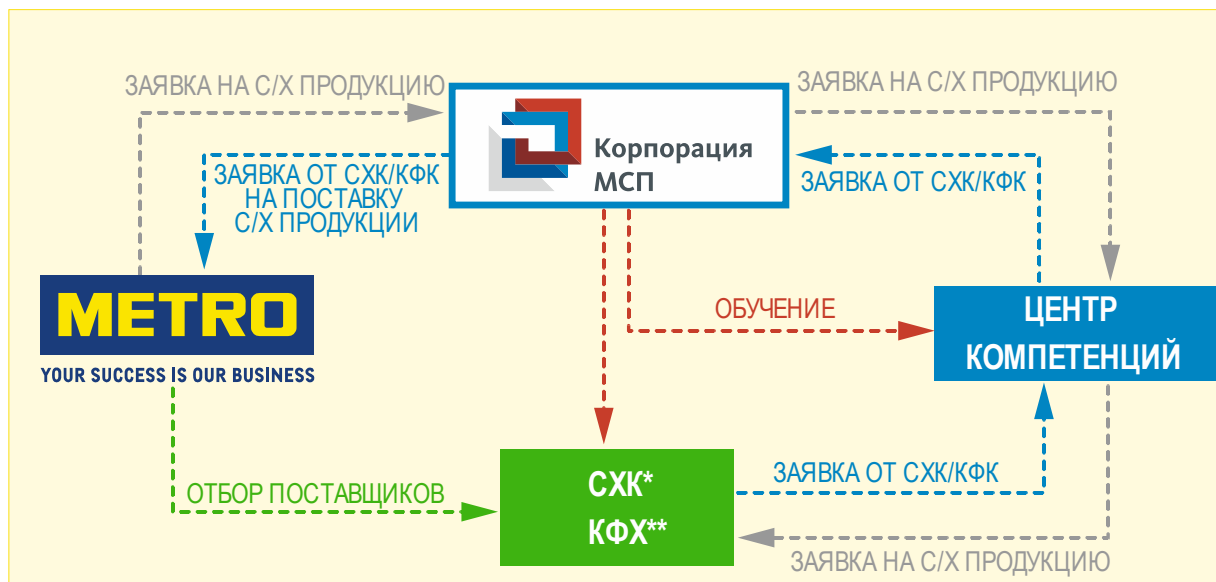 ЗАЯВКА НА С/Х ПРОДУКЦИЮ
ЗАЯВКА НА С/Х ПРОДУКЦИЮ
Корпорация
МСП
ЗАЯВКА ОТ СХК/КФК
НА ПОСТАВКУ
С/Х ПРОДУКЦИИ
ЗАЯВКА ОТ СХК/КФК
METRO
YOUR SUCCESS IS OUR BUSINESS
ОБУЧЕНИЕ
ЦЕНТР
КОМПЕТЕНЦИЙ
ОТБОР ПОСТАВЩИКОВ
СХК*
КФХ**
ЗАЯВКА ОТ СХК/КФК
ЗАЯВКА НА С/Х ПРОДУКЦИЮ